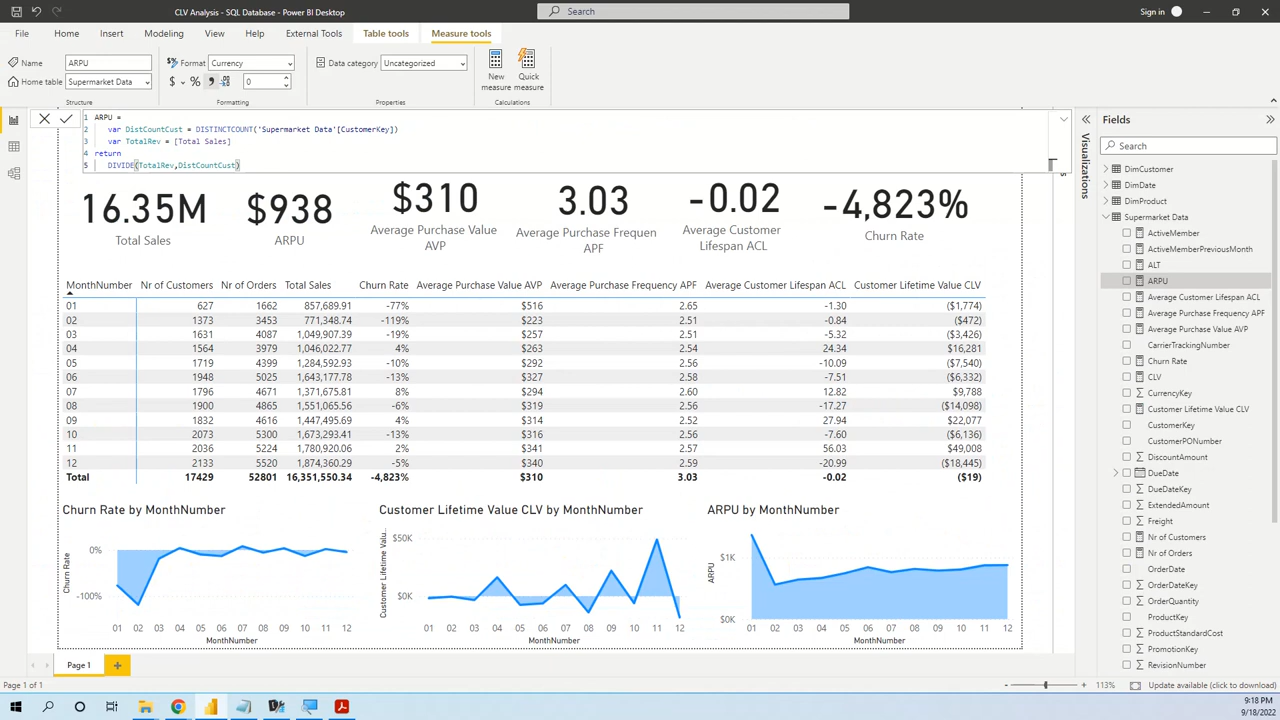 CLV Analysis - SQL Database - Power BI Desktop
Search
Sign in
File Home Insert Modeling View Help External Tools Table tools Measure tools
Name ARPU
Format Currency
Data category Uncategorized
Home table Supermarket Data
$ % 0
New measure
Quick measure
Structure Formatting Properties Calculations
1 ARPU =
2 var DistCountCust = DISTINCTCOUNT('Supermarket Data'[CustomerKey])
3 var TotalRev = [Total Sales]
4 return
5 DIVIDE(TotalRev,DistCountCust)
16.35M
Total Sales
$938
ARPU
$310
Average Purchase Value
AVP
3.03
Average Purchase Frequen
APF
-0.02
Average Customer
Lifespan ACL
-4,823%
Churn Rate
MonthNumber Nr of Customers Nr of Orders Total Sales Churn Rate Average Purchase Value AVP Average Purchase Frequency APF Average Customer Lifespan ACL Customer Lifetime Value CLV
01 627 1662 857,689.91 -77% $516 2.65 -1.30 ($1,774)
02 1373 3453 771,348.74 -119% $223 2.51 -0.84 ($472)
03 1631 4087 1,049,907.39 -19% $257 2.51 -5.32 ($3,426)
04 1564 3979 1,046,022.77 4% $263 2.54 24.34 $16,281
05 1719 4399 1,284,592.93 -10% $292 2.56 -10.09 ($7,540)
06 1948 5025 1,643,177.78 -13% $327 2.58 -7.51 ($6,332)
07 1796 4671 1,371,675.81 8% $294 2.60 12.82 $9,788
08 1900 4865 1,551,065.56 -6% $319 2.56 -17.27 ($14,098)
09 1832 4616 1,447,495.69 4% $314 2.52 27.94 $22,077
10 2073 5300 1,673,293.41 -13% $316 2.56 -7.60 ($6,136)
11 2036 5224 1,780,920.06 2% $341 2.57 56.03 $49,008
12 2133 5520 1,874,360.29 -5% $340 2.59 -20.99 ($18,445)
Total 17429 52801 16,351,550.34 -4,823% $310 3.03 -0.02 ($19)
Churn Rate by MonthNumber
Churn Rate
0%
-100%
01 02 03 04 05 06 07 08 09 10 11 12
MonthNumber
Customer Lifetime Value CLV by MonthNumber
Customer Lifetime Valu...
$50K
$0K
01 02 03 04 05 06 07 08 09 10 11 12
MonthNumber
ARPU by MonthNumber
ARPU
$1K
$0K
01 02 03 04 05 06 07 08 09 10 11 12
MonthNumber
Visualizations
Fields
Search
DimCustomer
DimDate
DimProduct
Supermarket Data
ActiveMember
ActiveMemberPreviousMonth
ALT
ARPU
Average Customer Lifespan ACL
Average Purchase Frequency APF
Average Purchase Value AVP
CarrierTrackingNumber
Churn Rate
CLV
CurrencyKey
Customer Lifetime Value CLV
CustomerKey
CustomerPONumber
DiscountAmount
DueDate
DueDateKey
ExtendedAmount
Freight
Nr of Customers
Nr of Orders
OrderDate
OrderDateKey
OrderQuantity
ProductKey
ProductStandardCost
PromotionKey
RevisionNumber
Page 1
Page 1 of 1
- + 113%
Update available (click to download)
9:18 PM
9/18/2022